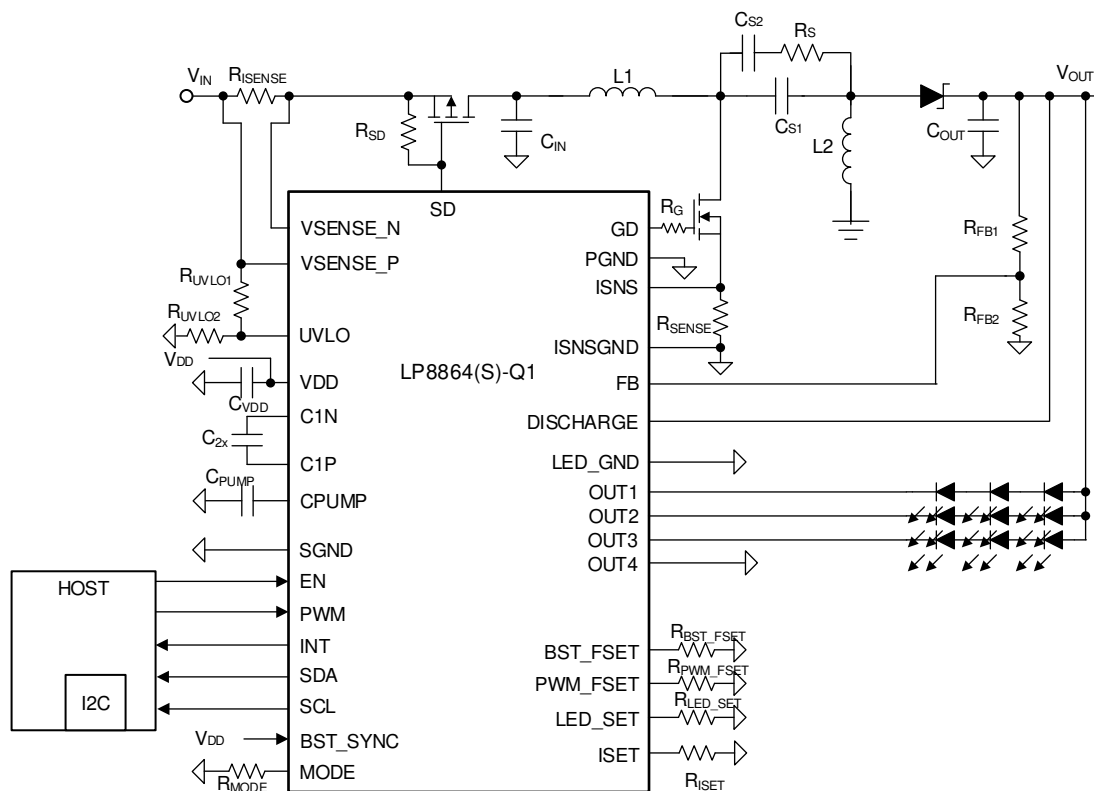 CS2
RS
VIN
RISENSE
L1
VOUT
RSD
CIN
CS1
L2
COUT
SD
RG
VSENSE_N
GD
RFB1
VSENSE_P
PGND
RUVLO1
ISNS
RUVLO2
RSENSE
RFB2
UVLO
ISNSGND
VDD
LP8864(S)-Q1
VDD
FB
CVDD
C1N
DISCHARGE
C2x
C1P
LED_GND
CPUMP
CPUMP
OUT1
OUT2
OUT3
SGND
OUT4
HOST
EN
PWM
INT
RBST_FSET
BST_FSET
SDA
RPWM_FSET
PWM_FSET
I2C
SCL
RLED_SET
LED_SET
VDD
BST_SYNC
ISET
MODE
RMODE
RISET